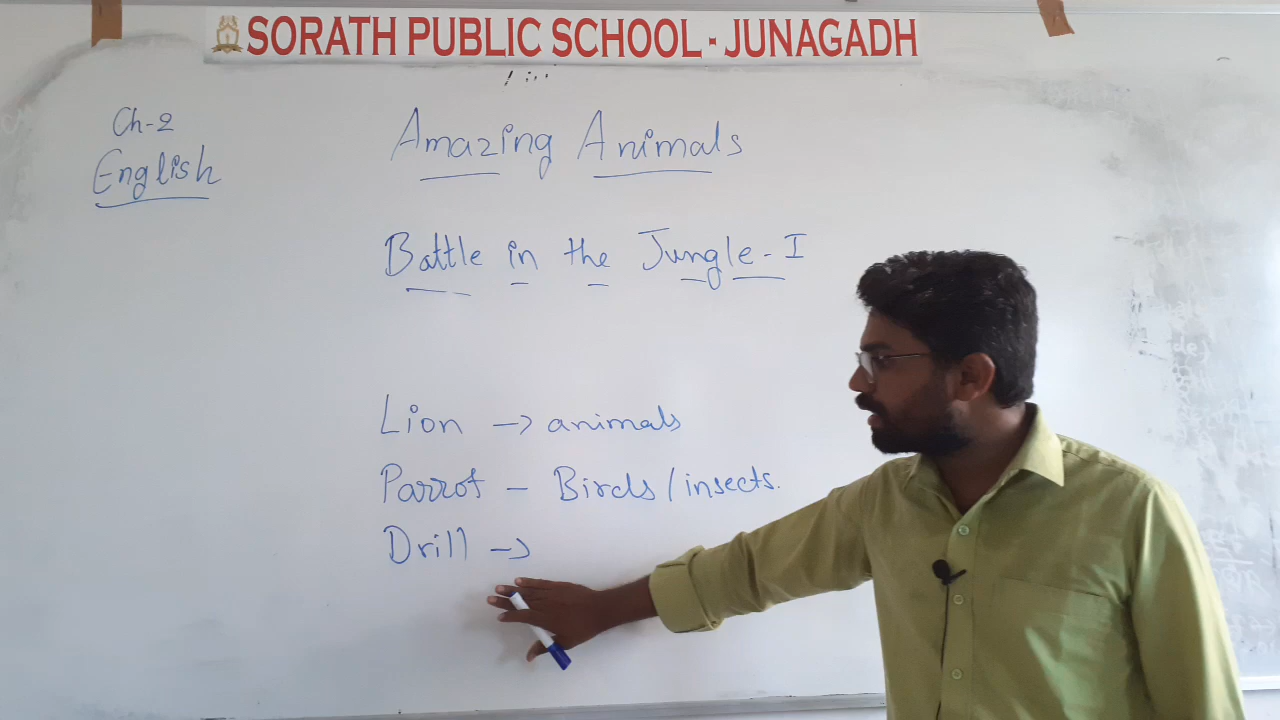 SORATH PUBLIC SCHOOL - JUNAGADH
Ch-2
English
Amazing Animals
Battle in the Jungle - I
Lion → animals
Parrot - Birds / insects.
Drill →